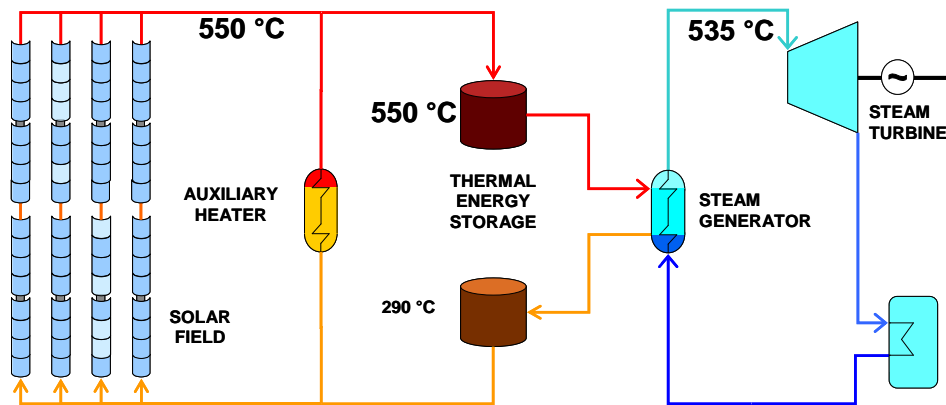 550 °C
535 °C
~
STEAM
TURBINE
550 °C
AUXILIARY
HEATER
THERMAL
ENERGY
STORAGE
STEAM
GENERATOR
290 °C
SOLAR
FIELD